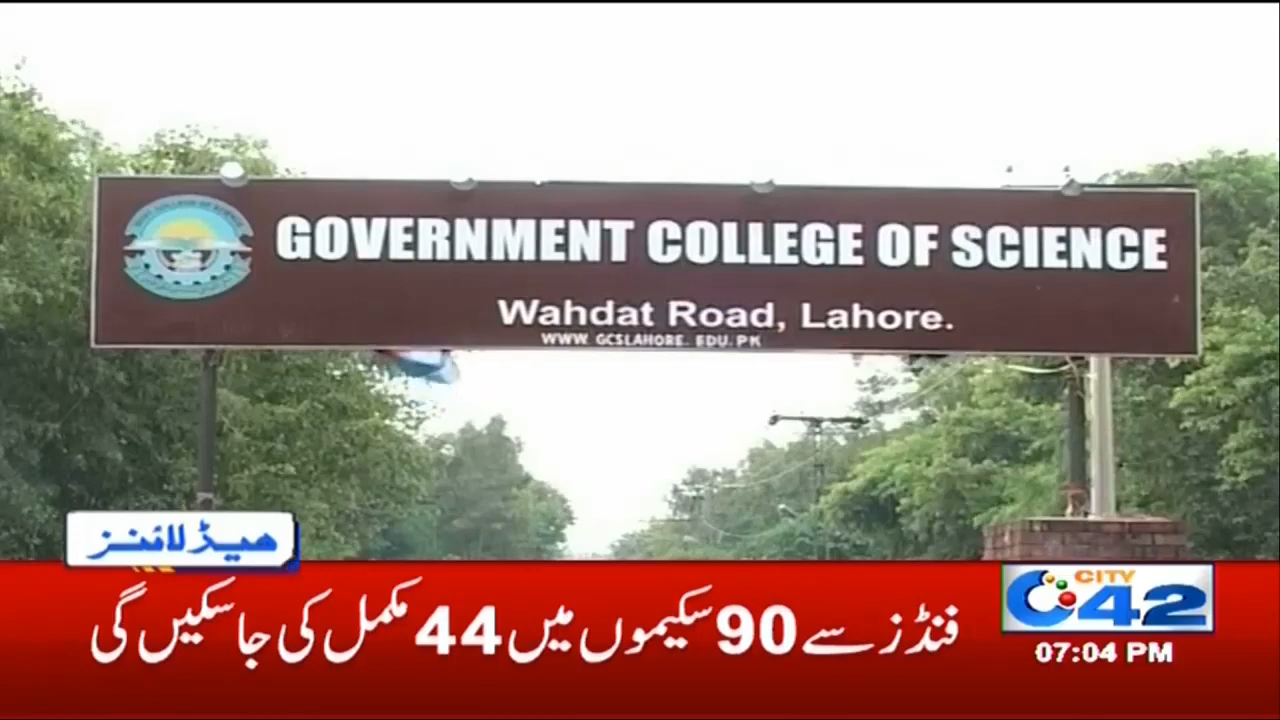 GOVERNMENT COLLEGE OF SCIENCE
Wahdat Road, Lahore.
WWW. GCSLAHORE. EDU.PK
ھیڈ لائنز
فنڈز سے 90 سکیموں میں 44 مکمل کی جا سکیں گی
CITY
42
07:04 PM